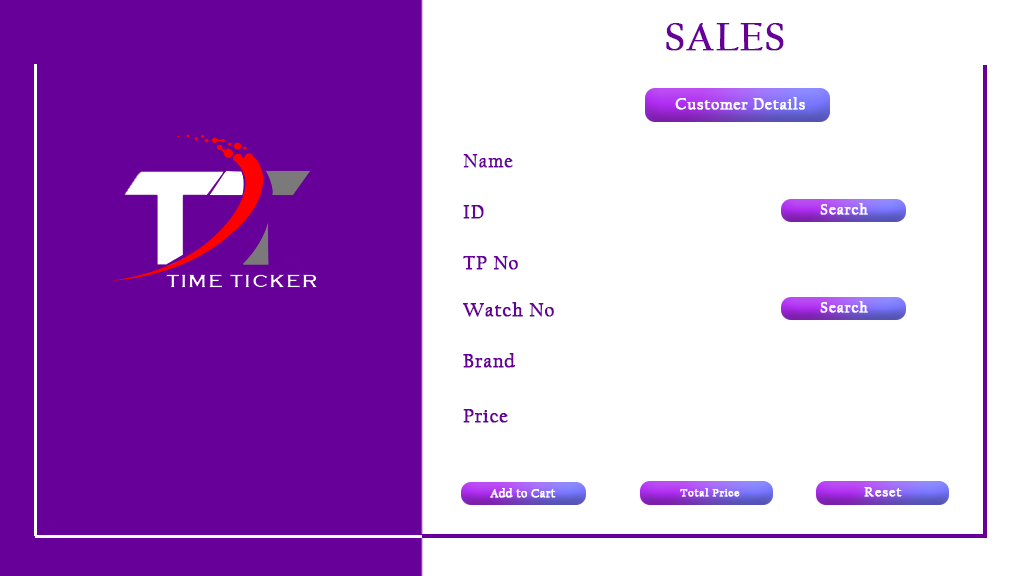 SALES
Customer Details
Name
ID
Search
TP No
Watch No
Search
Brand
Price
Add to Cart
Total Price
Reset
TIME TICKER